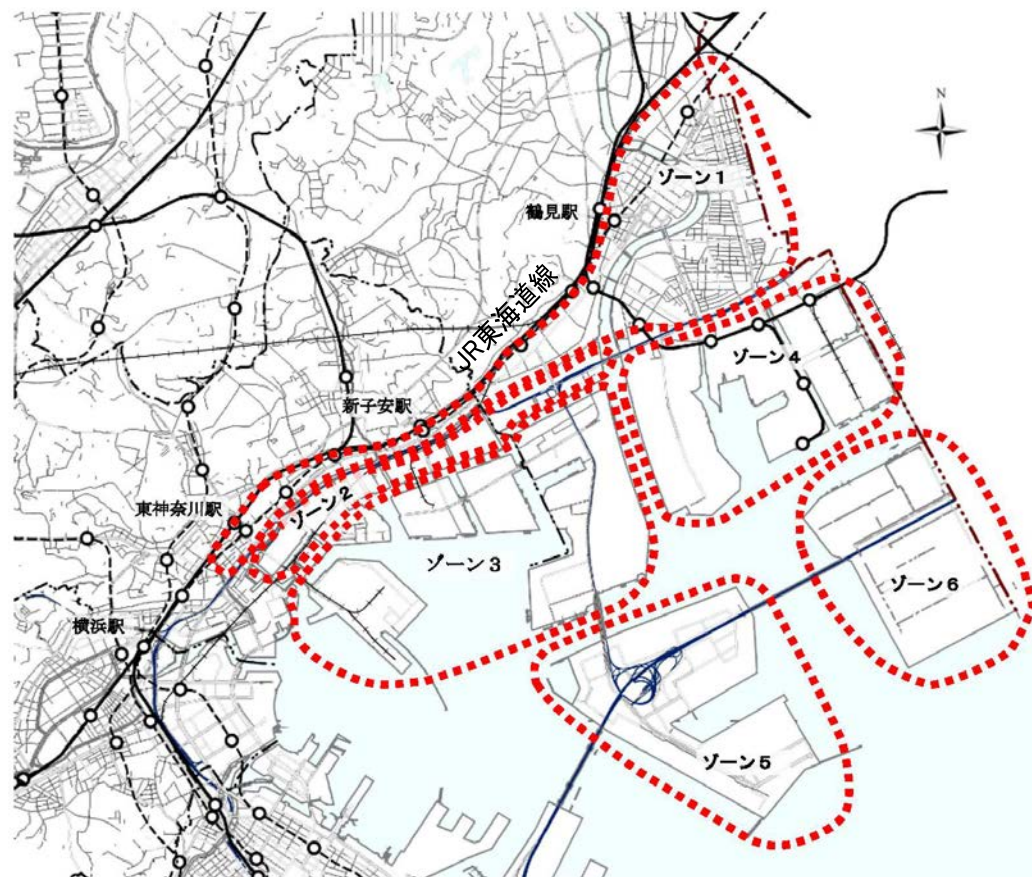 N
ゾーン1
鶴見駅
JR東海道線
ゾーン4
新子安駅
東神奈川駅
ゾーン2
ゾーン3
ゾーン6
横浜駅
ゾーン5